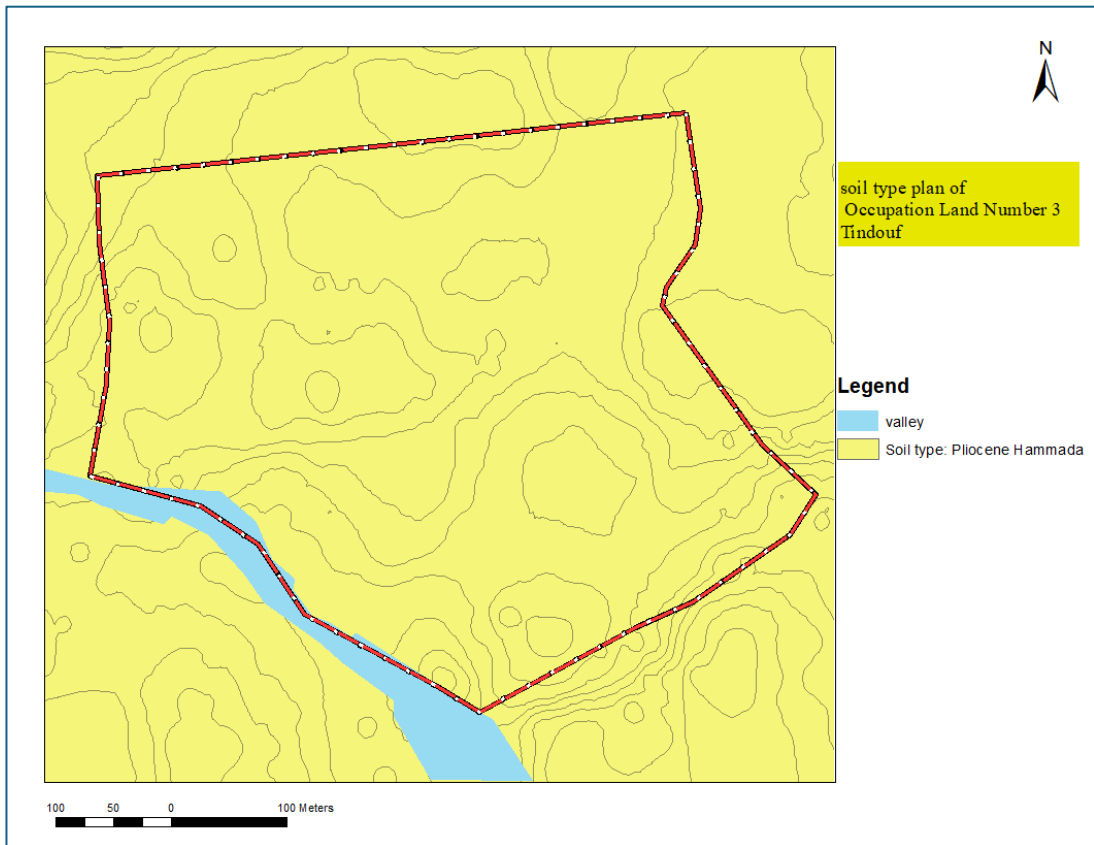 N
soil type plan of
Occupation Land Number 3
Tindouf
Legend
valley
Soil type: Pliocene Hammada
100 50 0 100 Meters